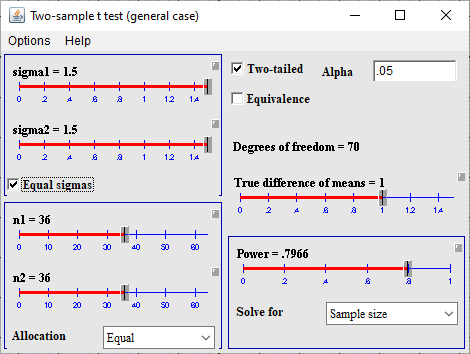 Two-sample t test (general case)
Options Help
sigma1 = 1.5
0 .2 .4 .6 .8 1 1.2 1.4
sigma2 = 1.5
0 .2 .4 .6 .8 1 1.2 1.4
Equal sigmas
n1 = 36
0 10 20 30 40 50 60
n2 = 36
0 10 20 30 40 50 60
Allocation Equal
Two-tailed Alpha .05
Equivalence
Degrees of freedom = 70
True difference of means = 1
0 .2 .4 .6 .8 1 1.2 1.4
Power = .7966
0 .2 .4 .6 .8 1
Solve for Sample size